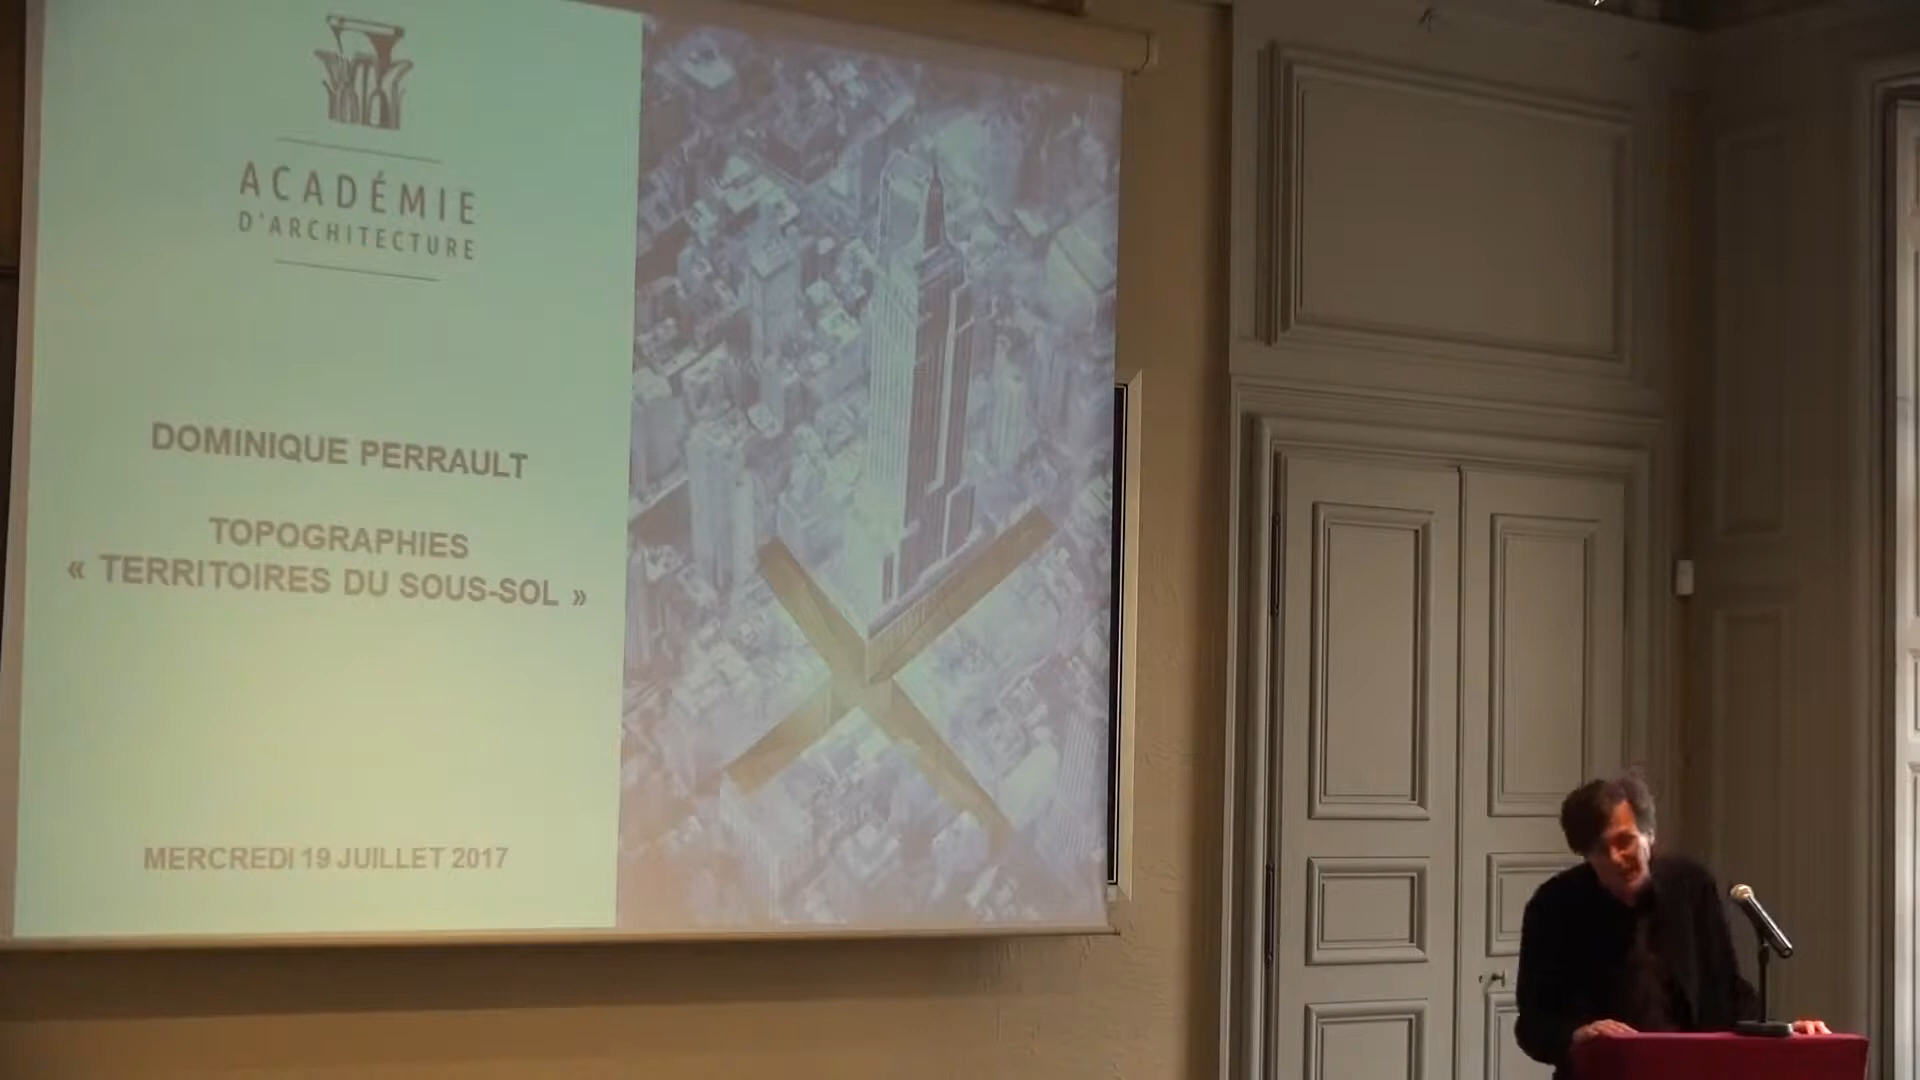 ACADÉMIE
D'ARCHITECTURE
DOMINIQUE PERRAULT
TOPOGRAPHIES
« TERRITOIRES DU SOUS-SOL »
MERCREDI 19 JUILLET 2017